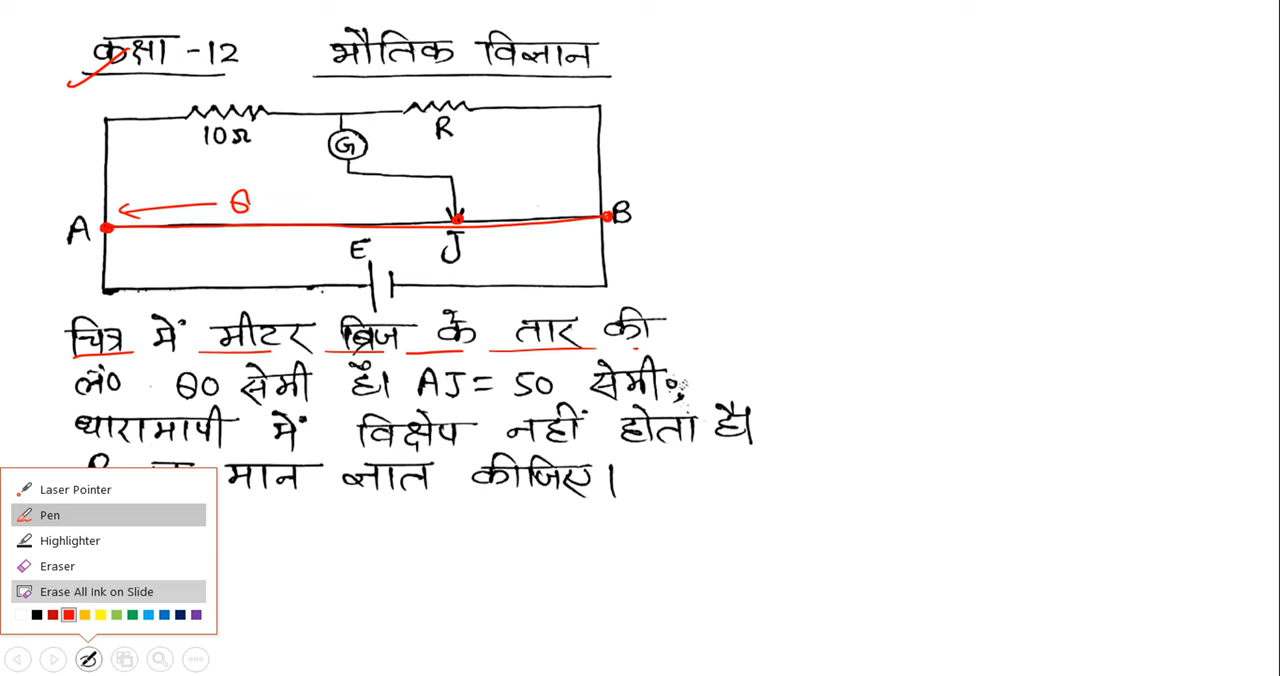 कक्षा -12 भौतिक विज्ञान
10Ω R
G
θ
A B
E J
चित्र में मीटर ब्रिज के तार की
लं० 80 सेमी है। AJ = 50 सेमी०,
धारामापी में विक्षेप नहीं होता है।
मान ज्ञात कीजिए।
Laser Pointer
Pen
Highlighter
Eraser
Erase All Ink on Slide